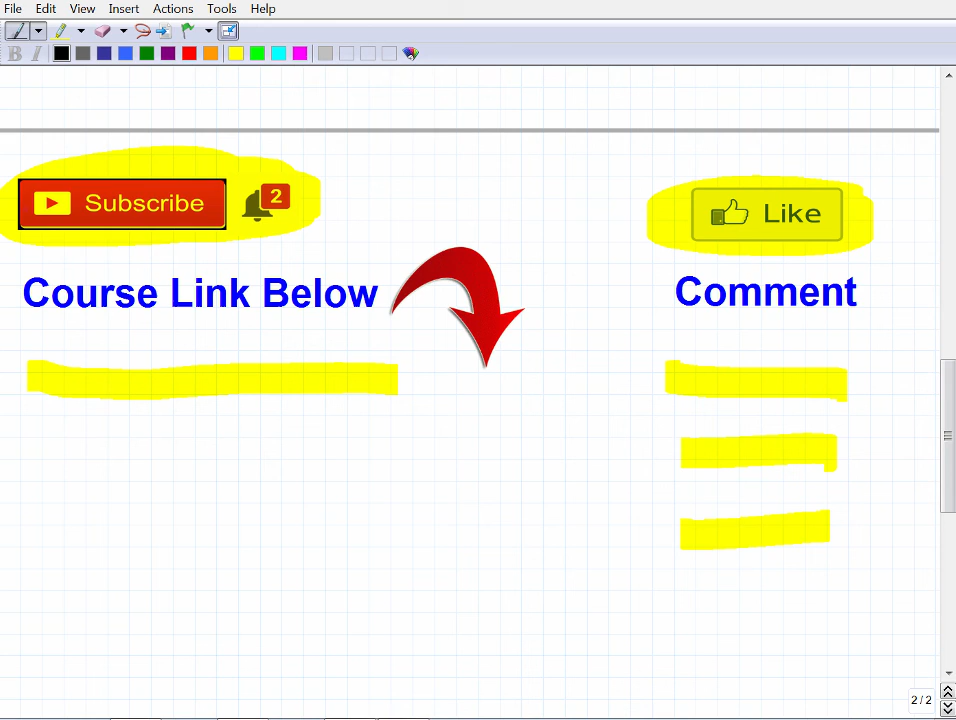 File Edit View Insert Actions Tools Help
B I
Subscribe 2
Like
Course Link Below
Comment
2 / 2